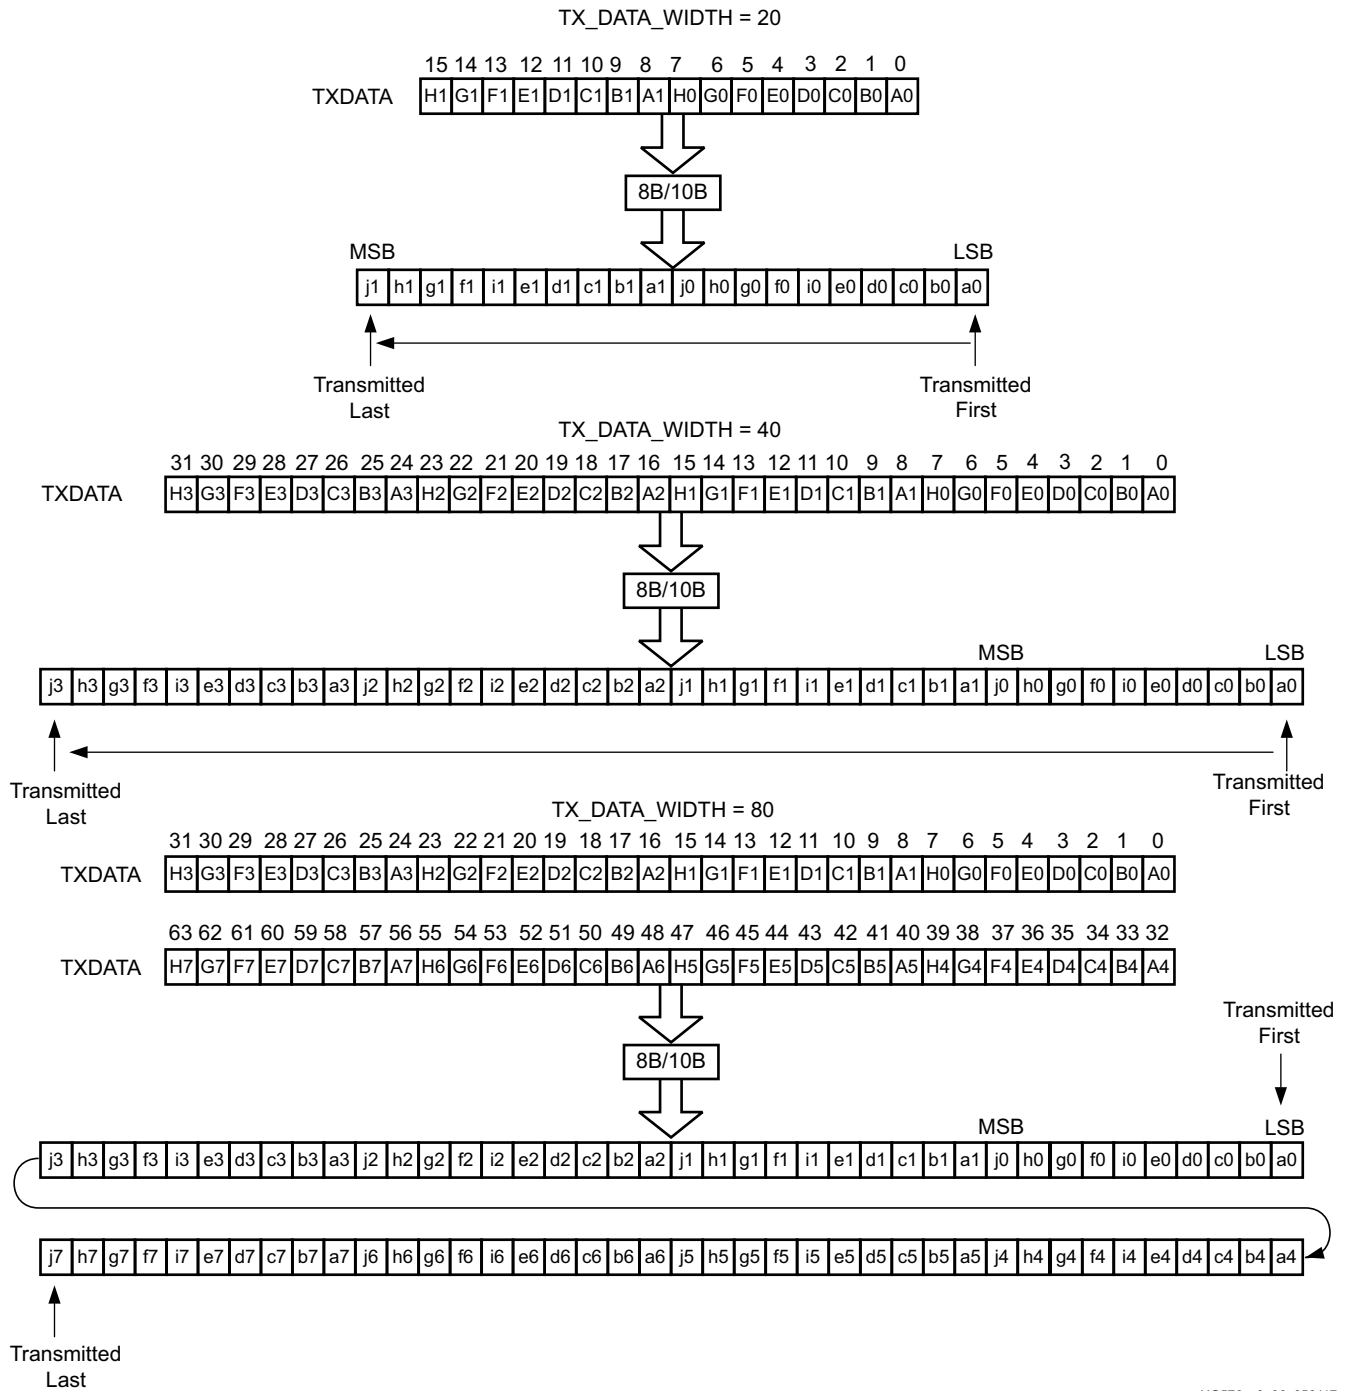 TX_DATA_WIDTH = 20
15 14 13 12 11 10 9 8 7 6 5 4 3 2 1 0
TXDATA H1 G1 F1 E1 D1 C1 B1 A1 H0 G0 F0 E0 D0 C0 B0 A0
8B/10B
MSB LSB
j1 h1 g1 f1 i1 e1 d1 c1 b1 a1 j0 h0 g0 f0 i0 e0 d0 c0 b0 a0
Transmitted Transmitted
Last First
TX_DATA_WIDTH = 40
31 30 29 28 27 26 25 24 23 22 21 20 19 18 17 16 15 14 13 12 11 10 9 8 7 6 5 4 3 2 1 0
TXDATA H3 G3 F3 E3 D3 C3 B3 A3 H2 G2 F2 E2 D2 C2 B2 A2 H1 G1 F1 E1 D1 C1 B1 A1 H0 G0 F0 E0 D0 C0 B0 A0
8B/10B
MSB LSB
j3 h3 g3 f3 i3 e3 d3 c3 b3 a3 j2 h2 g2 f2 i2 e2 d2 c2 b2 a2 j1 h1 g1 f1 i1 e1 d1 c1 b1 a1 j0 h0 g0 f0 i0 e0 d0 c0 b0 a0
Transmitted Transmitted
Last First
TX_DATA_WIDTH = 80
31 30 29 28 27 26 25 24 23 22 21 20 19 18 17 16 15 14 13 12 11 10 9 8 7 6 5 4 3 2 1 0
TXDATA H3 G3 F3 E3 D3 C3 B3 A3 H2 G2 F2 E2 D2 C2 B2 A2 H1 G1 F1 E1 D1 C1 B1 A1 H0 G0 F0 E0 D0 C0 B0 A0
63 62 61 60 59 58 57 56 55 54 53 52 51 50 49 48 47 46 45 44 43 42 41 40 39 38 37 36 35 34 33 32
TXDATA H7 G7 F7 E7 D7 C7 B7 A7 H6 G6 F6 E6 D6 C6 B6 A6 H5 G5 F5 E5 D5 C5 B5 A5 H4 G4 F4 E4 D4 C4 B4 A4
Transmitted
First
8B/10B
MSB LSB
j3 h3 g3 f3 i3 e3 d3 c3 b3 a3 j2 h2 g2 f2 i2 e2 d2 c2 b2 a2 j1 h1 g1 f1 i1 e1 d1 c1 b1 a1 j0 h0 g0 f0 i0 e0 d0 c0 b0 a0
j7 h7 g7 f7 i7 e7 d7 c7 b7 a7 j6 h6 g6 f6 i6 e6 d6 c6 b6 a6 j5 h5 g5 f5 i5 e5 d5 c5 b5 a5 j4 h4 g4 f4 i4 e4 d4 c4 b4 a4
Transmitted
Last